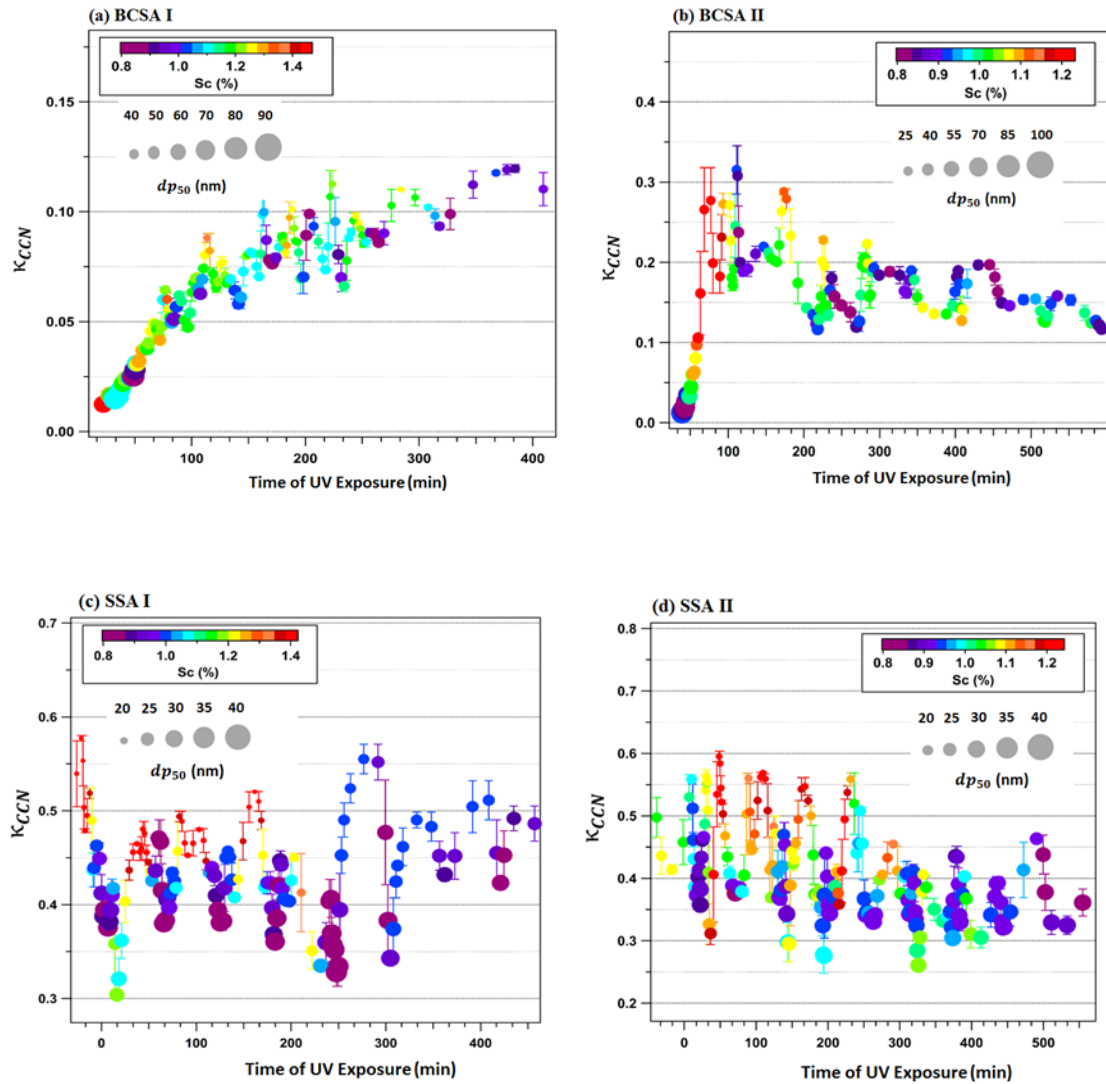 (a) BCSA I
0.8 1.0 1.2 1.4
Sc (%)
40 50 60 70 80 90
dp50 (nm)
0.15
0.10
0.05
0.00
κCCN
100 200 300 400
Time of UV Exposure (min)
(b) BCSA II
0.8 0.9 1.0 1.1 1.2
Sc (%)
25 40 55 70 85 100
dp50 (nm)
0.4
0.3
0.2
0.1
0.0
κCCN
100 200 300 400 500
Time of UV Exposure (min)
(c) SSA I
0.8 1.0 1.2 1.4
Sc (%)
20 25 30 35 40
dp50 (nm)
0.7
0.6
0.5
0.4
0.3
κCCN
0 100 200 300 400
Time of UV Exposure (min)
(d) SSA II
0.8 0.9 1.0 1.1 1.2
Sc (%)
20 25 30 35 40
dp50 (nm)
0.8
0.7
0.6
0.5
0.4
0.3
0.2
κCCN
0 100 200 300 400 500
Time of UV Exposure (min)